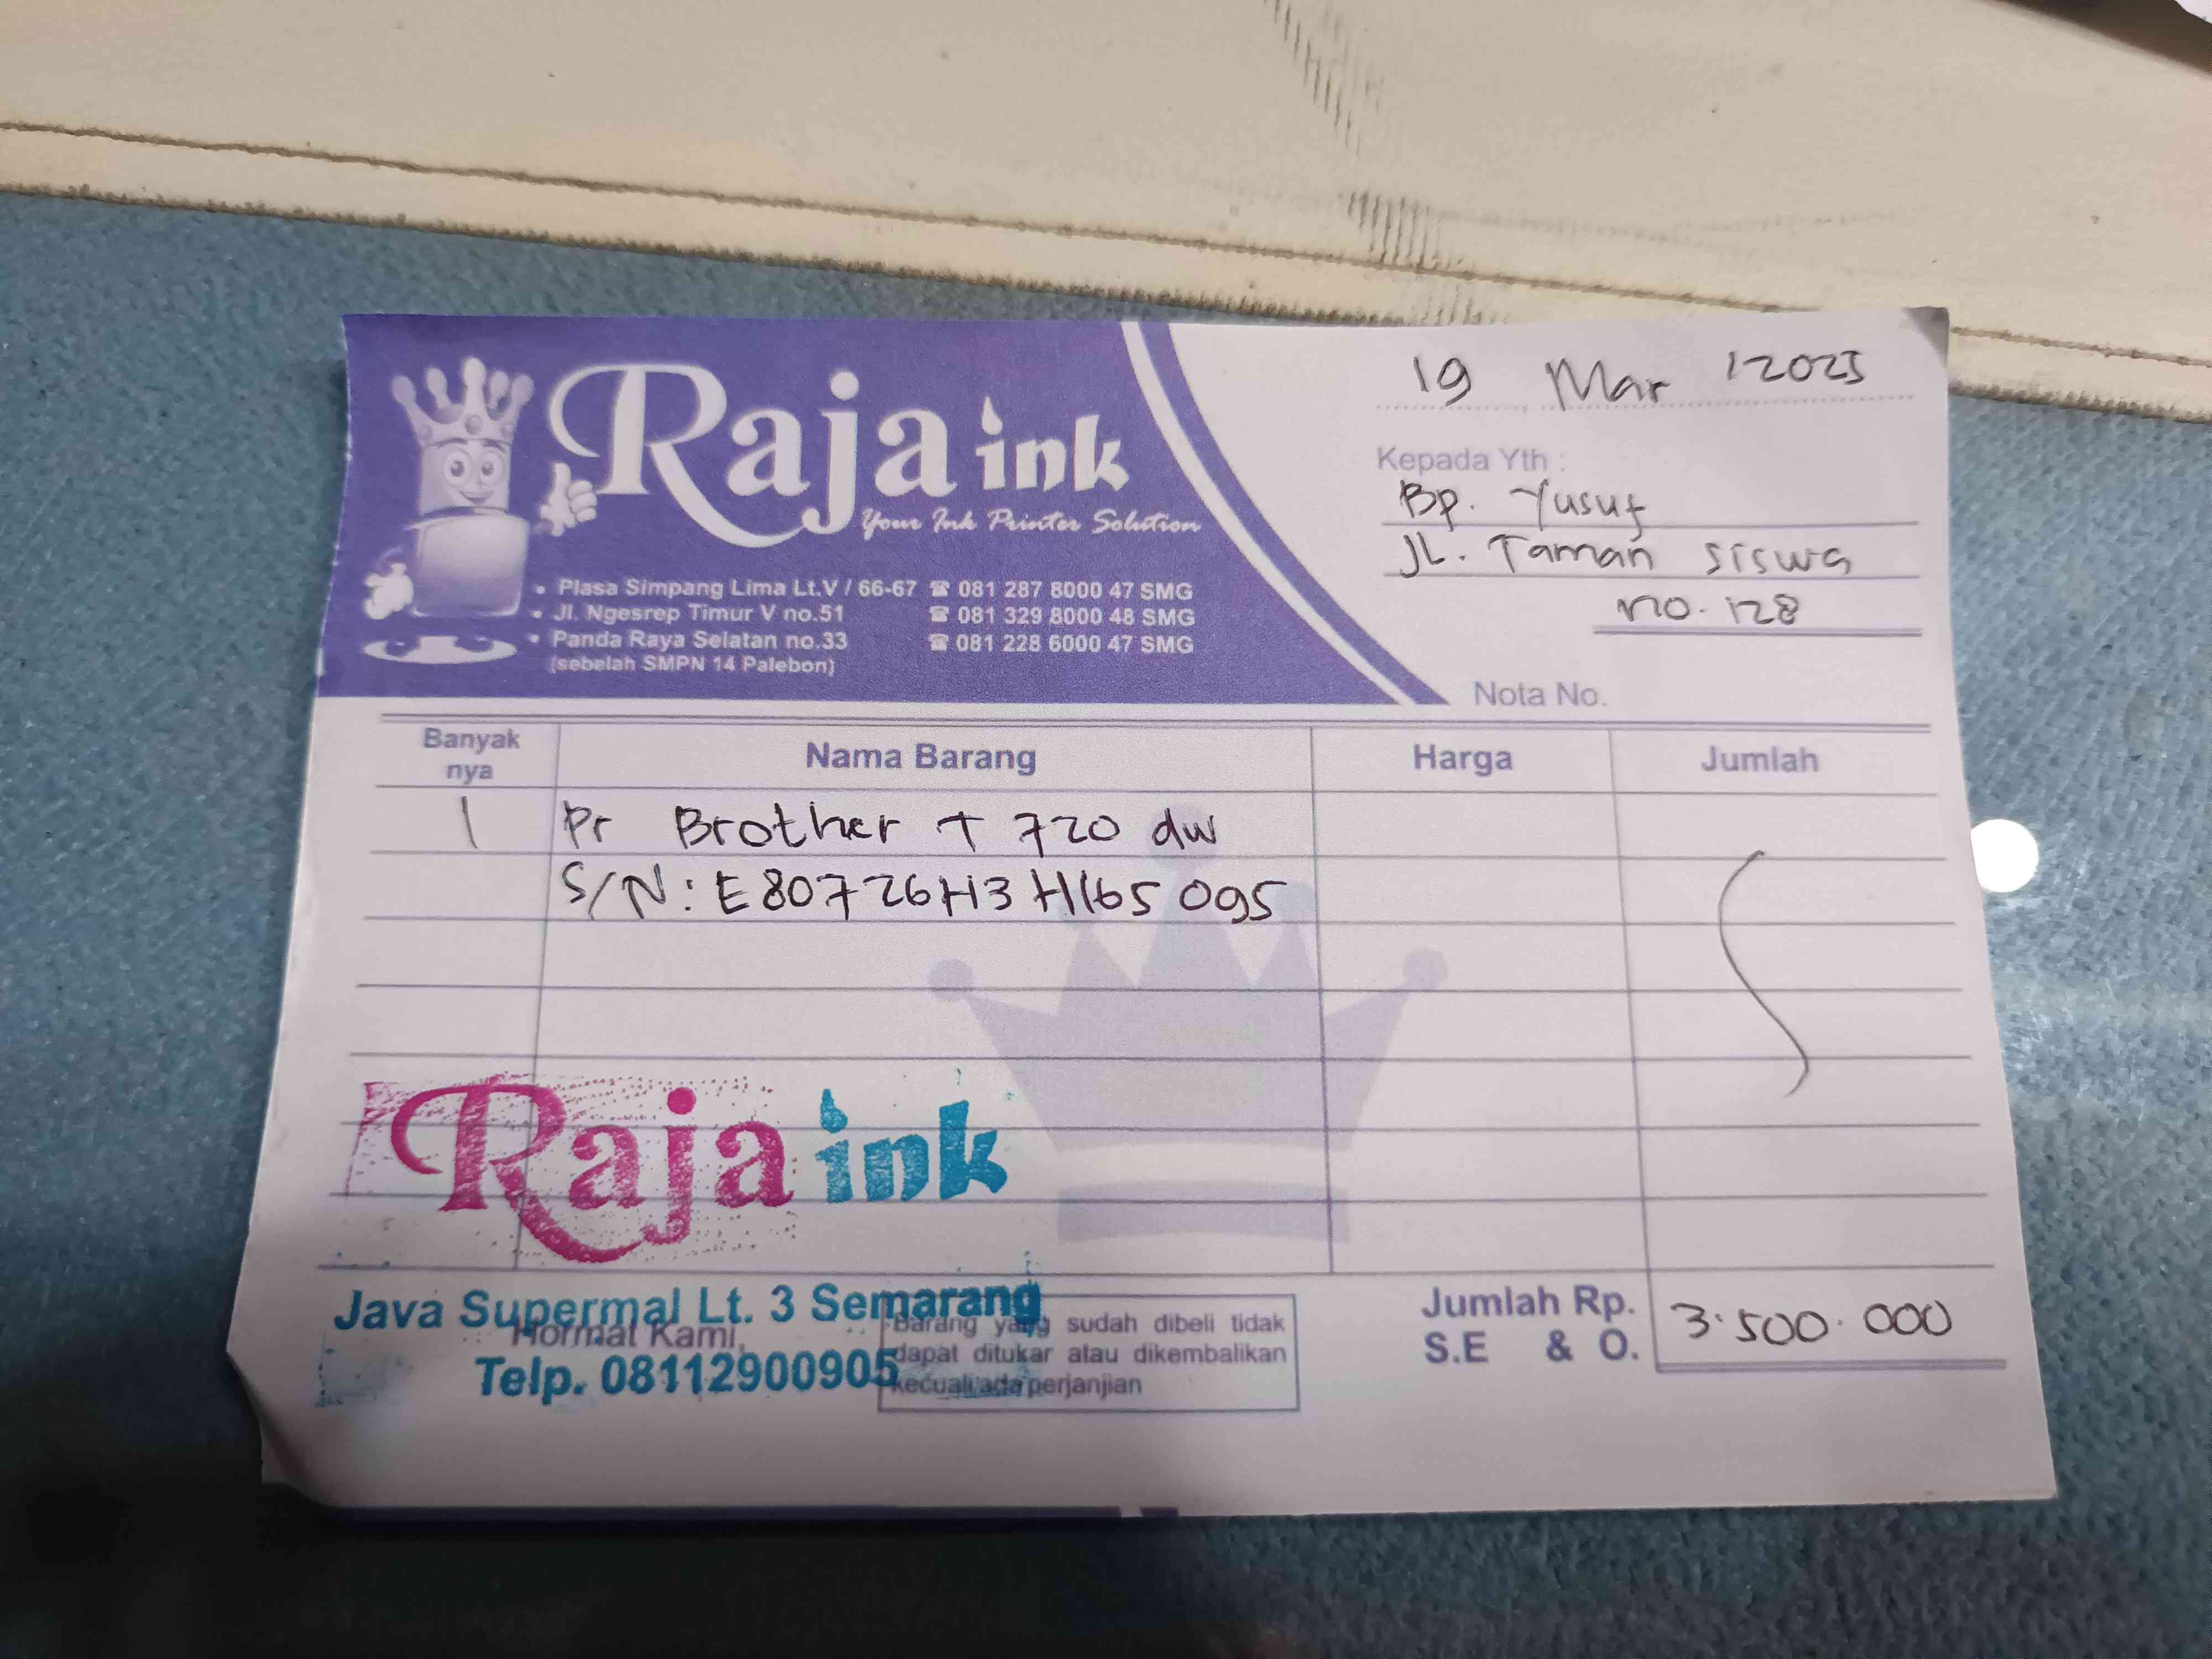 Raja ink
Your Ink Printer Solution
• Plasa Simpang Lima Lt.V / 66-67 ☎ 081 287 8000 47 SMG
• Jl. Ngesrep Timur V no.51 ☎ 081 329 8000 48 SMG
• Panda Raya Selatan no.33 ☎ 081 228 6000 47 SMG
(sebelah SMPN 14 Palebon)
19 Mar 2025
Kepada Yth :
Bp. Yusuf
JL. Taman Siswa
no. 128
Nota No.
Banyak nya Nama Barang Harga Jumlah
1 Pr Brother T 720 dw
S/N: E80726H3H165095
Raja ink
Java Supermal Lt. 3 Semarang
Hormat Kami,
Telp. 08112900905
Barang yang sudah dibeli tidak
dapat ditukar atau dikembalikan
kecuali ada perjanjian
Jumlah Rp. 3.500.000
S.E & O.